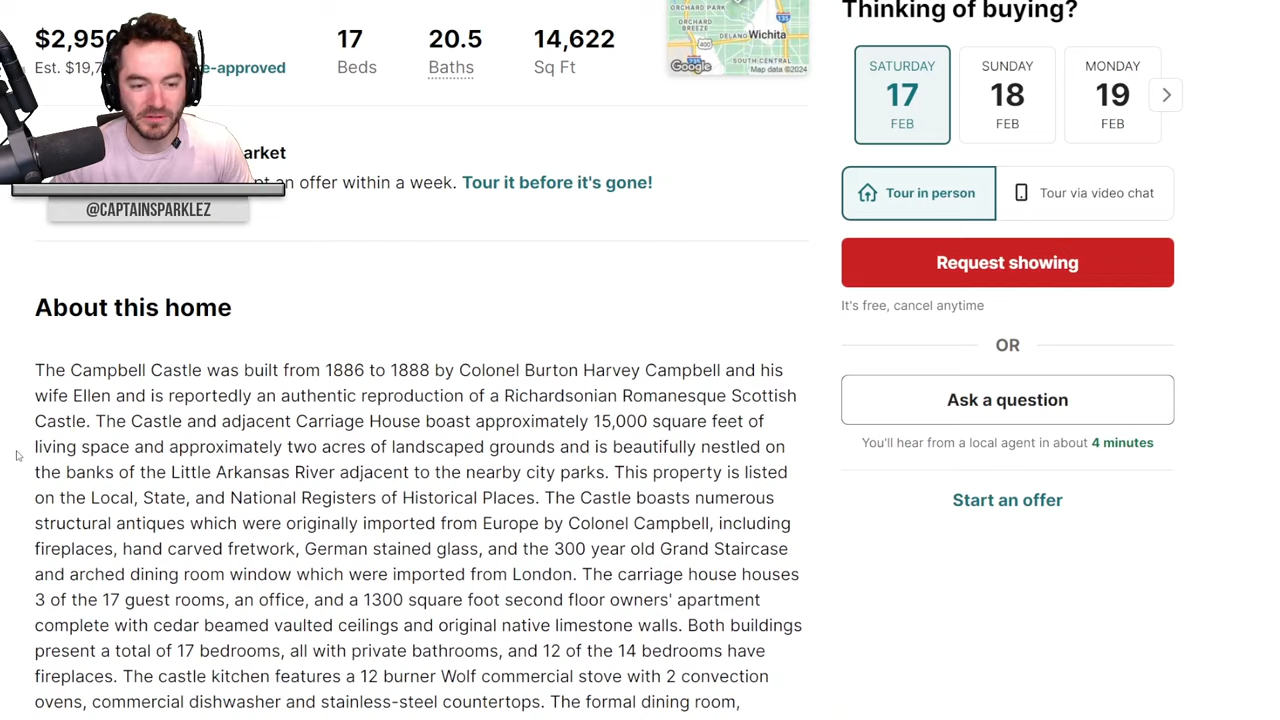 $2,950
17
20.5
14,622
Est. $19,7
e-approved
Beds
Baths
Sq Ft
arket
pt an offer within a week. Tour it before it's gone!
@CAPTAINSPARKLEZ
ORCHARD PARK
ORCHARD BREEZE
DELANO
Wichita
135
400
SOUTH CENTRAL
Google
Map data ©2024
About this home
The Campbell Castle was built from 1886 to 1888 by Colonel Burton Harvey Campbell and his
wife Ellen and is reportedly an authentic reproduction of a Richardsonian Romanesque Scottish
Castle. The Castle and adjacent Carriage House boast approximately 15,000 square feet of
living space and approximately two acres of landscaped grounds and is beautifully nestled on
the banks of the Little Arkansas River adjacent to the nearby city parks. This property is listed
on the Local, State, and National Registers of Historical Places. The Castle boasts numerous
structural antiques which were originally imported from Europe by Colonel Campbell, including
fireplaces, hand carved fretwork, German stained glass, and the 300 year old Grand Staircase
and arched dining room window which were imported from London. The carriage house houses
3 of the 17 guest rooms, an office, and a 1300 square foot second floor owners' apartment
complete with cedar beamed vaulted ceilings and original native limestone walls. Both buildings
present a total of 17 bedrooms, all with private bathrooms, and 12 of the 14 bedrooms have
fireplaces. The castle kitchen features a 12 burner Wolf commercial stove with 2 convection
ovens, commercial dishwasher and stainless-steel countertops. The formal dining room,
Thinking of buying?
SATURDAY
17
FEB
SUNDAY
18
FEB
MONDAY
19
FEB
Tour in person
Tour via video chat
Request showing
It's free, cancel anytime
OR
Ask a question
You'll hear from a local agent in about 4 minutes
Start an offer